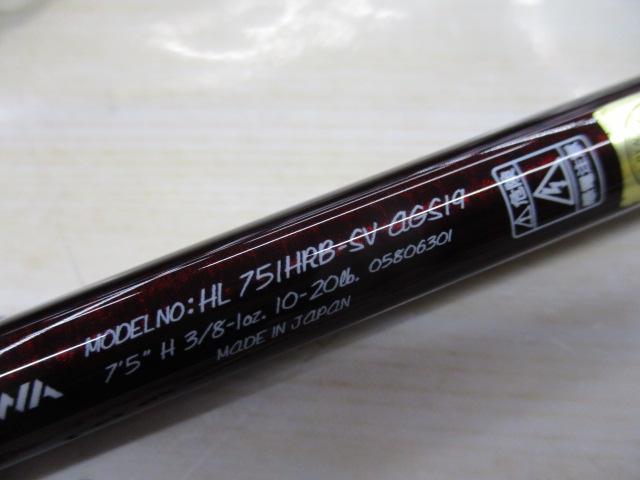 MODEL NO: HL 751HRB-SV AGS19
7'5" H 3/8-1oz. 10-20lb. 05806301
MADE IN JAPAN